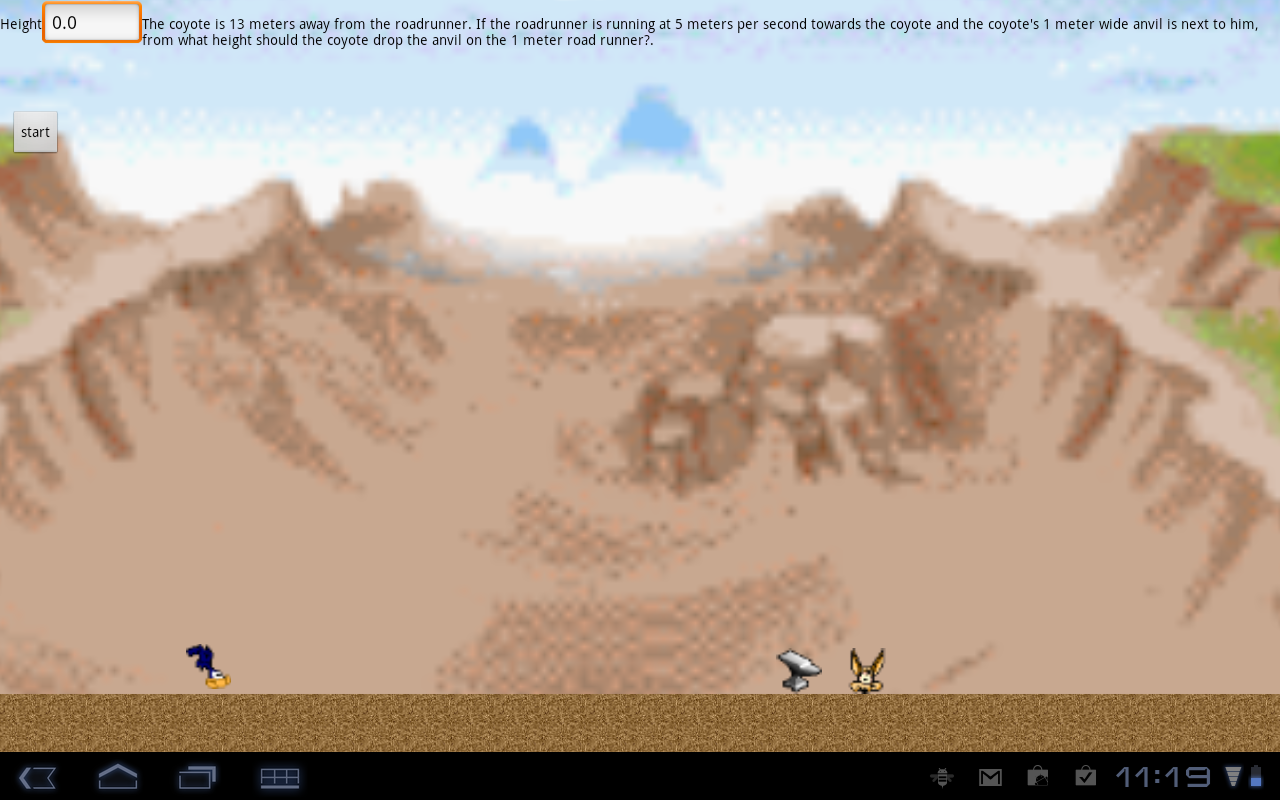 Height 0.0 The coyote is 13 meters away from the roadrunner. If the roadrunner is running at 5 meters per second towards the coyote and the coyote's 1 meter wide anvil is next to him,
from what height should the coyote drop the anvil on the 1 meter road runner?.
start
11:19